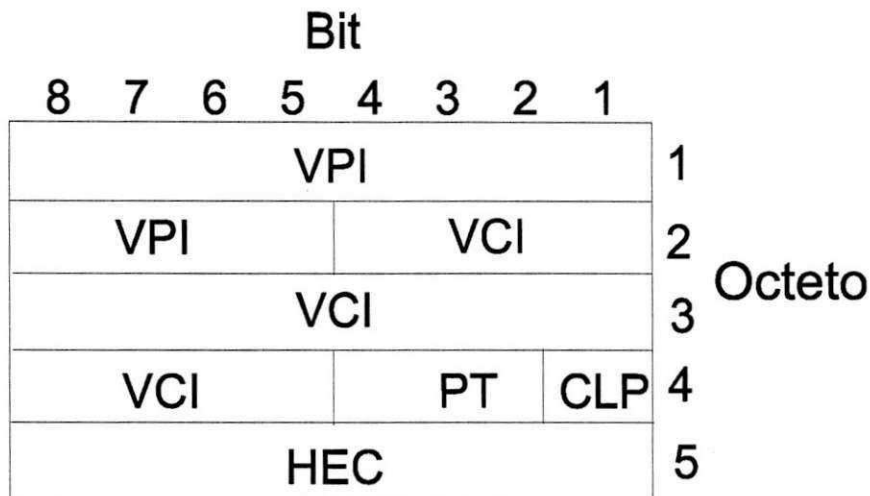 Bit
8 7 6 5 4 3 2 1
VPI 1
VPI VCI 2
VCI 3
Octeto
VCI PT CLP 4
HEC 5